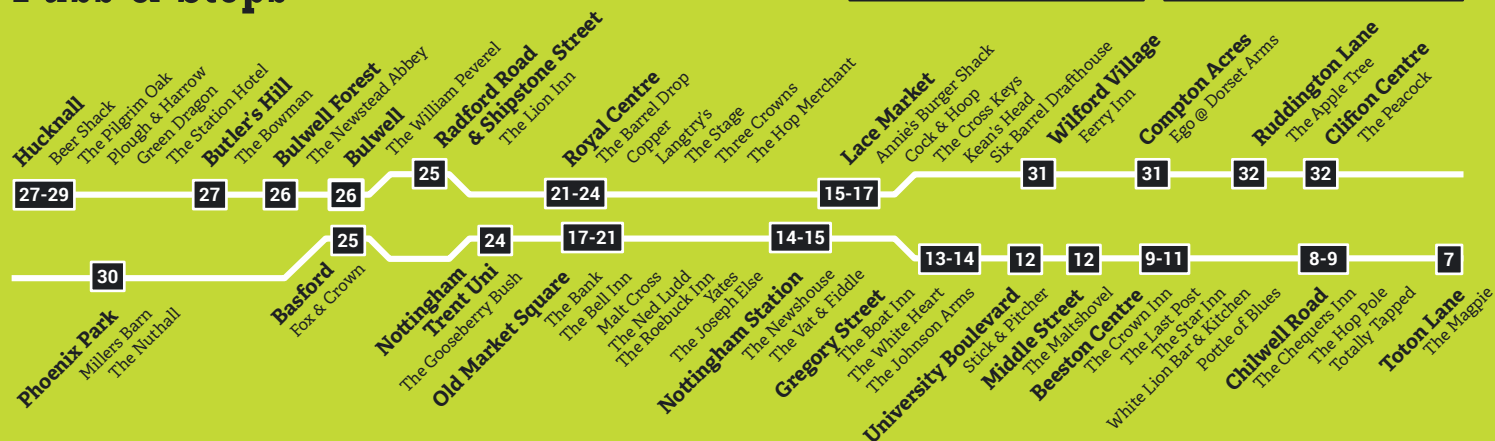 Hucknall
Beer Shack
The Pilgrim Oak
Plough & Harrow
Green Dragon
The Station Hotel
Butler's Hill
The Bowman
Bulwell Forest
The Newstead Abbey
Bulwell
The William Peverel
Radford Road
& Shipstone Street
The Lion Inn
Royal Centre
The Barrel Drop
Copper
Langtry's
The Stage
Three Crowns
The Hop Merchant
Lace Market
Annie's Burger Shack
Cock & Hoop
The Cross Keys
Kean's Head
Six Barrel Drafthouse
Wilford Village
Ferry Inn
Compton Acres
Ego @ Dorset Arms
Ruddington Lane
The Apple Tree
Clifton Centre
The Peacock
27-29
27
26
26
25
21-24
15-17
31
31
32
32
30
25
24
17-21
14-15
13-14
12
12
9-11
8-9
7
Phoenix Park
Millers Barn
The Nuthall
Basford
Fox & Crown
Nottingham
Trent Uni
The Gooseberry Bush
Old Market Square
The Bank
The Bell Inn
Malt Cross
The Ned Ludd
The Roebuck Inn
Yates
The Joseph Else
Nottingham Station
The Newshouse
The Vat & Fiddle
Gregory Street
The Boat Inn
The White Heart
The Johnson Arms
University Boulevard
Stick & Pitcher
Middle Street
The Maltshovel
Beeston Centre
The Crown Inn
The Last Post
The Star Inn
White Lion Bar & Kitchen
Pottle of Blues
Chilwell Road
The Chequers Inn
The Hop Pole
Totally Tapped
Toton Lane
The Magpie